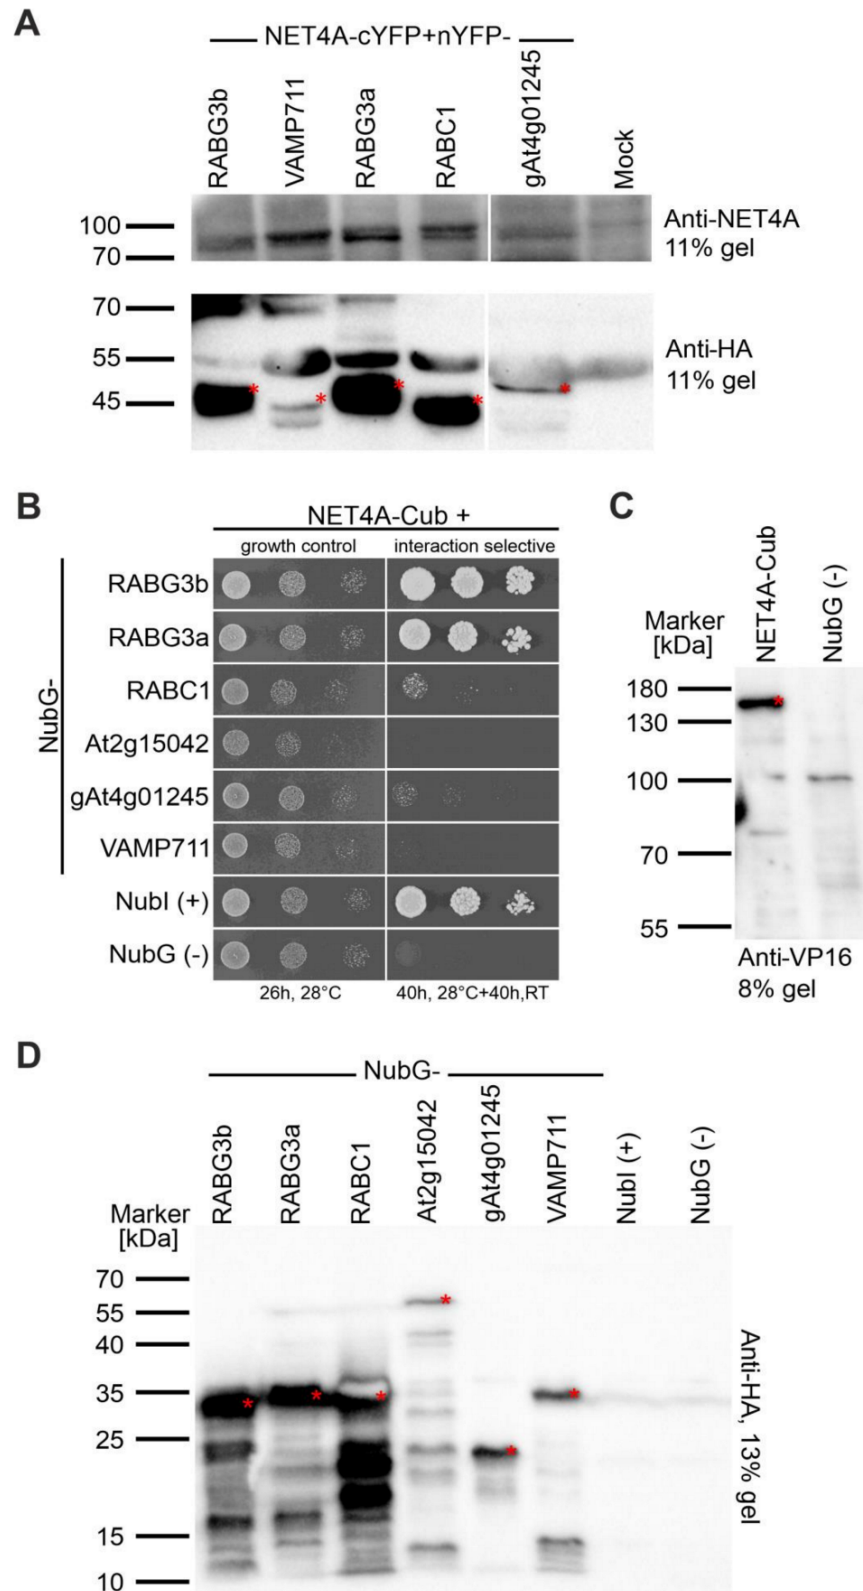 A
NET4A-cYFP+nYFP-
RABG3b
VAMP711
RABG3a
RABC1
gAt4g01245
Mock
100
70
Anti-NET4A
11% gel
70
55
45
*
*
*
*
*
Anti-HA
11% gel
B
NET4A-Cub +
growth control
interaction selective
NubG-
RABG3b
RABG3a
RABC1
At2g15042
gAt4g01245
VAMP711
NubI (+)
NubG (-)
26h, 28°C
40h, 28°C+40h,RT
C
NET4A-Cub
NubG (-)
Marker
[kDa]
180
130
100
70
55
*
Anti-VP16
8% gel
D
NubG-
RABG3b
RABG3a
RABC1
At2g15042
gAt4g01245
VAMP711
NubI (+)
NubG (-)
Marker
[kDa]
70
55
40
35
25
15
10
*
*
*
*
*
*
Anti-HA, 13% gel